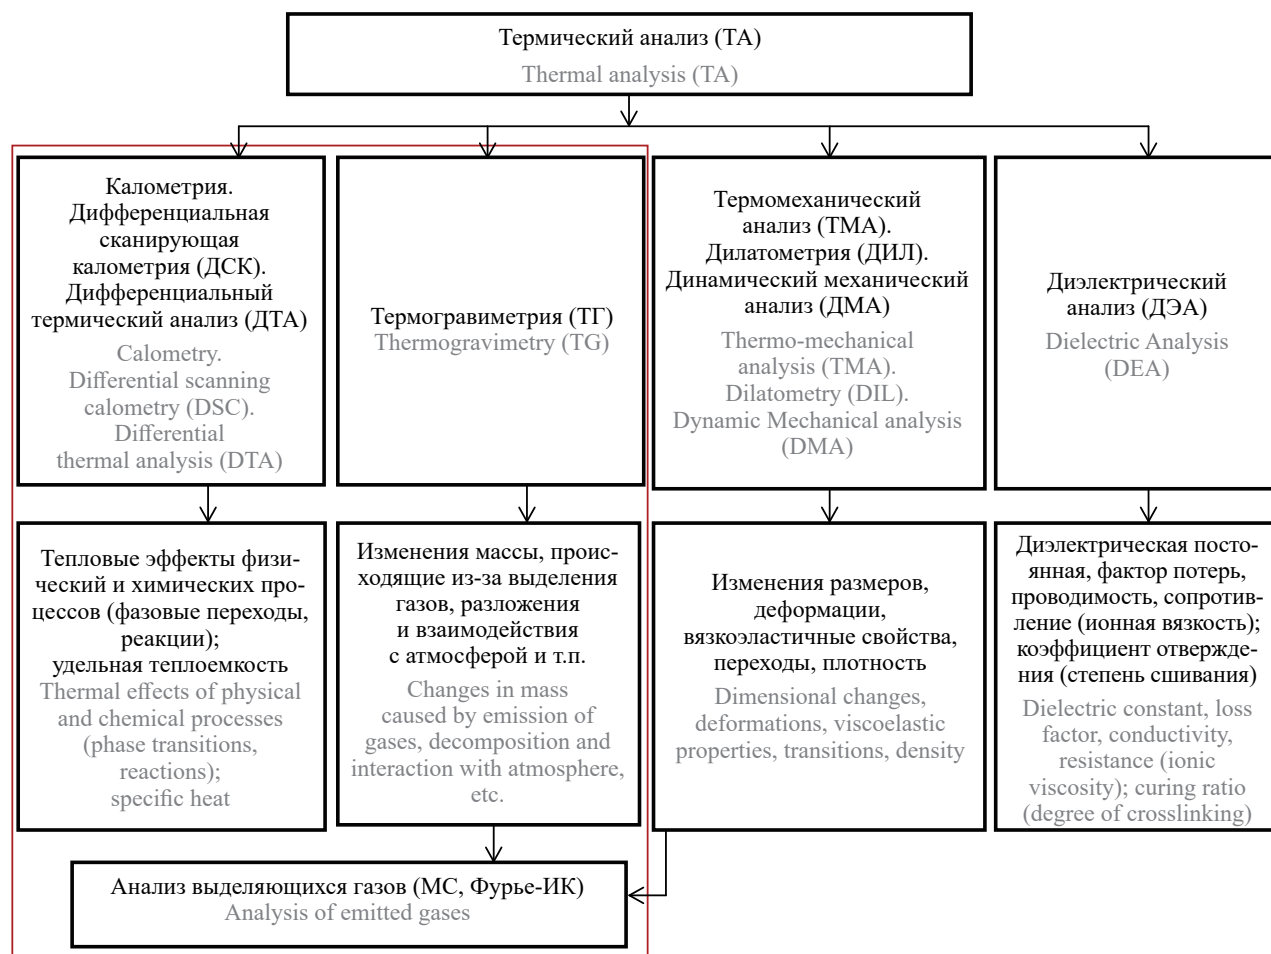 Термический анализ (ТА)
Thermal analysis (TA)
Калометрия.
Дифференциальная
сканирующая
калометрия (ДСК).
Дифференциальный
термический анализ (ДТА)
Calometry.
Differential scanning
calometry (DSC).
Differential
thermal analysis (DTA)
Термогравиметрия (ТГ)
Thermogravimetry (TG)
Термомеханический
анализ (ТМА).
Дилатометрия (ДИЛ).
Динамический механический
анализ (ДМА)
Thermo-mechanical
analysis (TMA).
Dilatometry (DIL).
Dynamic Mechanical analysis
(DMA)
Диэлектрический
анализ (ДЭА)
Dielectric Analysis
(DEA)
Тепловые эффекты физи-
ческий и химических про-
цессов (фазовые переходы,
реакции);
удельная теплоемкость
Thermal effects of physical
and chemical processes
(phase transitions,
reactions);
specific heat
Изменения массы, проис-
ходящие из-за выделения
газов, разложения
и взаимодействия
с атмосферой и т.п.
Changes in mass
caused by emission of
gases, decomposition and
interaction with atmosphere,
etc.
Изменения размеров,
деформации,
вязкоэластичные свойства,
переходы, плотность
Dimensional changes,
deformations, viscoelastic
properties, transitions, density
Диэлектрическая посто-
янная, фактор потерь,
проводимость, сопротив-
ление (ионная вязкость);
коэффициент отвержде-
ния (степень сшивания)
Dielectric constant, loss
factor, conductivity,
resistance (ionic
viscosity); curing ratio
(degree of crosslinking)
Анализ выделяющихся газов (МС, Фурье-ИК)
Analysis of emitted gases